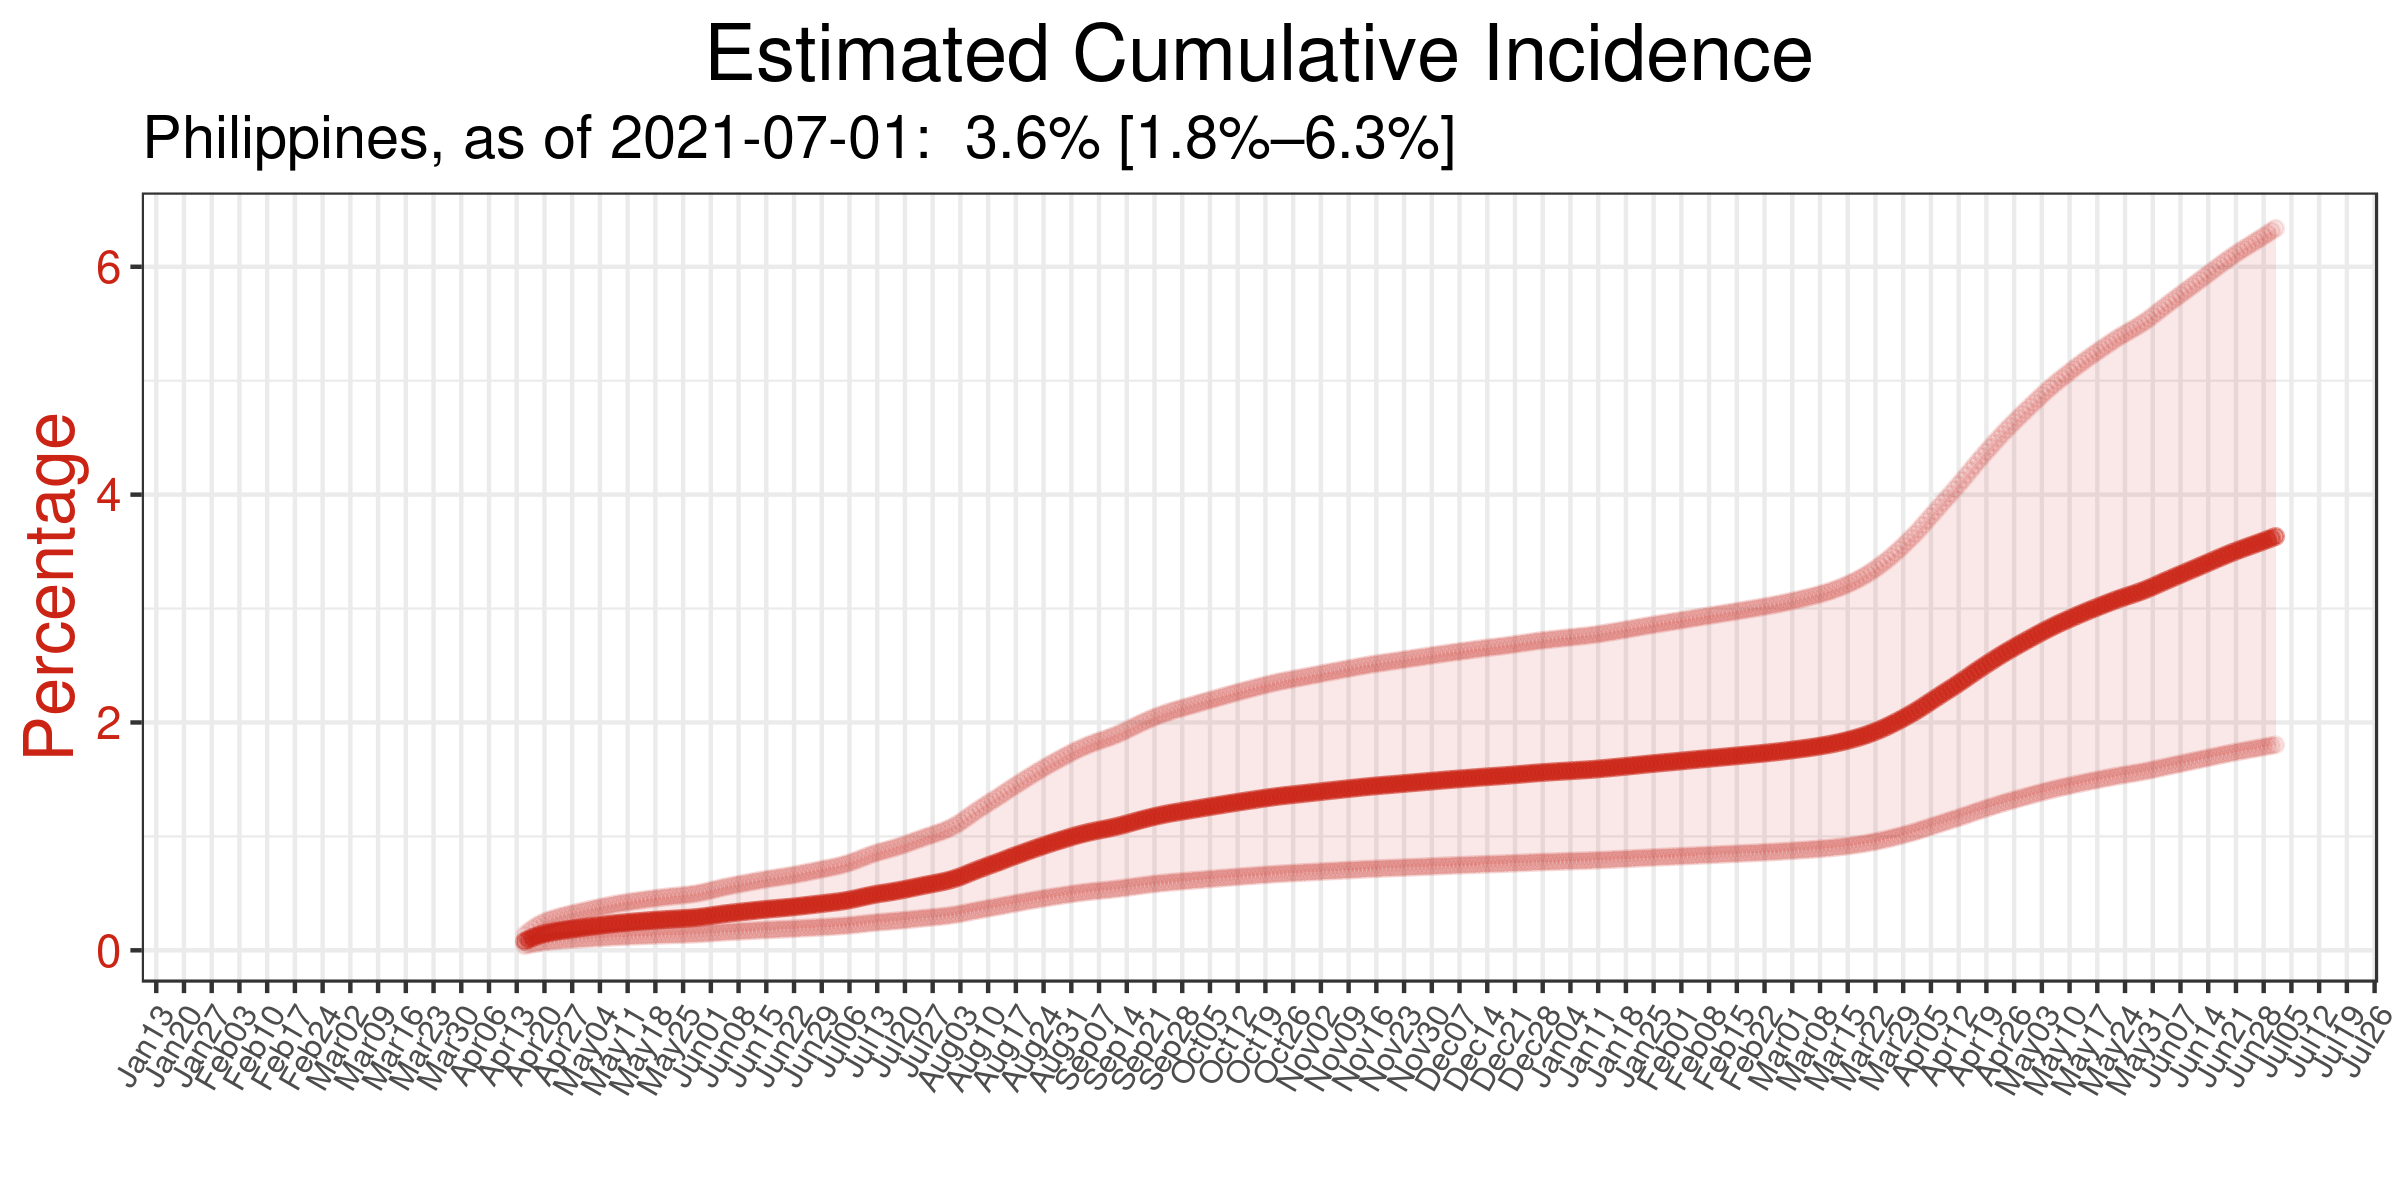 Estimated Cumulative Incidence
Philippines, as of 2021-07-01:  3.6% [1.8%–6.3%]
Percentage
6
4
2
0
Jan13
Jan20
Jan27
Feb03
Feb10
Feb17
Feb24
Mar02
Mar09
Mar16
Mar23
Mar30
Apr06
Apr13
Apr20
Apr27
May04
May11
May18
May25
Jun01
Jun08
Jun15
Jun22
Jun29
Jul06
Jul13
Jul20
Jul27
Aug03
Aug10
Aug17
Aug24
Aug31
Sep07
Sep14
Sep21
Sep28
Oct05
Oct12
Oct19
Oct26
Nov02
Nov09
Nov16
Nov23
Nov30
Dec07
Dec14
Dec21
Dec28
Jan04
Jan11
Jan18
Jan25
Feb01
Feb08
Feb15
Feb22
Mar01
Mar08
Mar15
Mar22
Mar29
Apr05
Apr12
Apr19
Apr26
May03
May10
May17
May24
May31
Jun07
Jun14
Jun21
Jun28
Jul05
Jul12
Jul19
Jul26